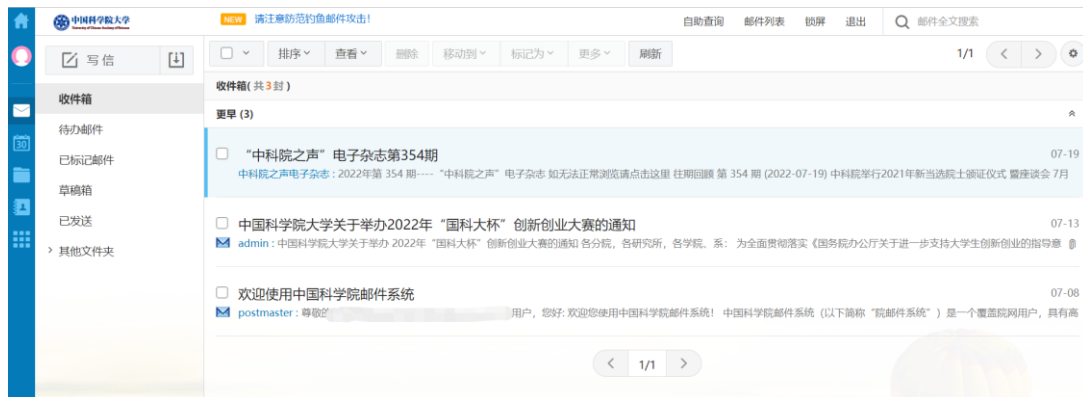 中国科学院大学
University of Chinese Academy of Sciences
NEW 请注意防范钓鱼邮件攻击!
自助查询 邮件列表 锁屏 退出 邮件全文搜索
写信
排序 查看 删除 移动到 标记为 更多 刷新 1/1
收件箱
待办邮件
已标记邮件
草稿箱
已发送
其他文件夹
30
收件箱(共3封)
更早 (3)
“中科院之声”电子杂志第354期 07-19
中科院之声电子杂志 : 2022年第 354 期----“中科院之声”电子杂志 如无法正常浏览请点击这里 往期回顾 第 354 期 (2022-07-19) 中科院举行2021年新当选院士颁证仪式 暨座谈会 7月
中国科学院大学关于举办2022年“国科大杯”创新创业大赛的通知 07-13
admin : 中国科学院大学关于举办 2022年“国科大杯”创新创业大赛的通知 各分院，各研究所，各学院、系： 为全面贯彻落实《国务院办公厅关于进一步支持大学生创新创业的指导意
欢迎使用中国科学院邮件系统 07-08
postmaster : 尊敬的 用户，您好: 欢迎您使用中国科学院邮件系统！ 中国科学院邮件系统（以下简称“院邮件系统”）是一个覆盖院网用户，具有高
1/1